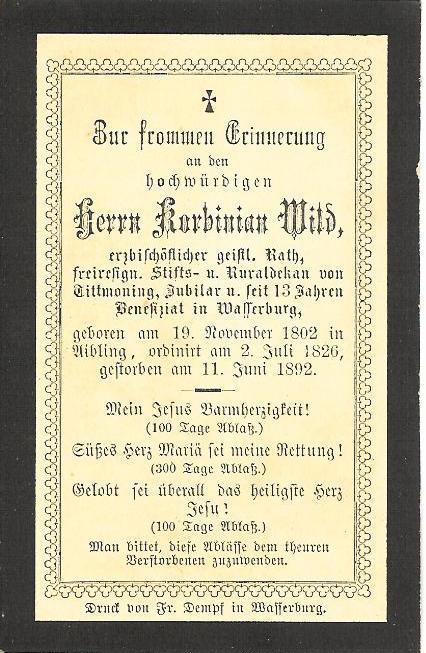 Zur frommen Erinnerung
an den
hochwürdigen
Herrn Korbinian Wild,
erzbischöflicher geistl. Rath,
freiresign. Stifts- u. Ruraldekan von
Tittmoning, Jubilar u. seit 13 Jahren
Benefiziat in Wasserburg,
geboren am 19. November 1802 in
Aibling, ordinirt am 2. Juli 1826,
gestorben am 11. Juni 1892.
Mein Jesus Barmherzigkeit!
(100 Tage Ablaß.)
Süßes Herz Mariä sei meine Rettung!
(300 Tage Ablaß.)
Gelobt sei überall das heiligste Herz
Jesu!
(100 Tage Ablaß.)
Man bittet, diese Ablässe dem theuren
Verstorbenen zuzuwenden.
Druck von Fr. Dempf in Wasserburg.